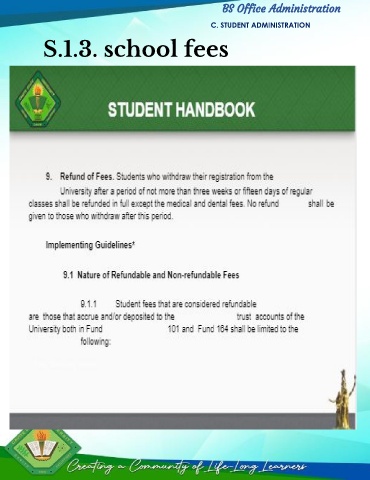 BS Office Administration
C. STUDENT ADMINISTRATION
S.1.3. school fees
STUDENT HANDBOOK
9. Refund of Fees. Students who withdraw their registration from the
University after a period of not more than three weeks or fifteen days of regular
classes shall be refunded in full except the medical and dental fees. No refund shall be
given to those who withdraw after this period.
Implementing Guidelines*
9.1 Nature of Refundable and Non-refundable Fees
9.1.1 Student fees that are considered refundable
are those that accrue and/or deposited to the trust accounts of the
University both in Fund 101 and Fund 164 shall be limited to the
following:
Creating a Community of Life-Long Learners